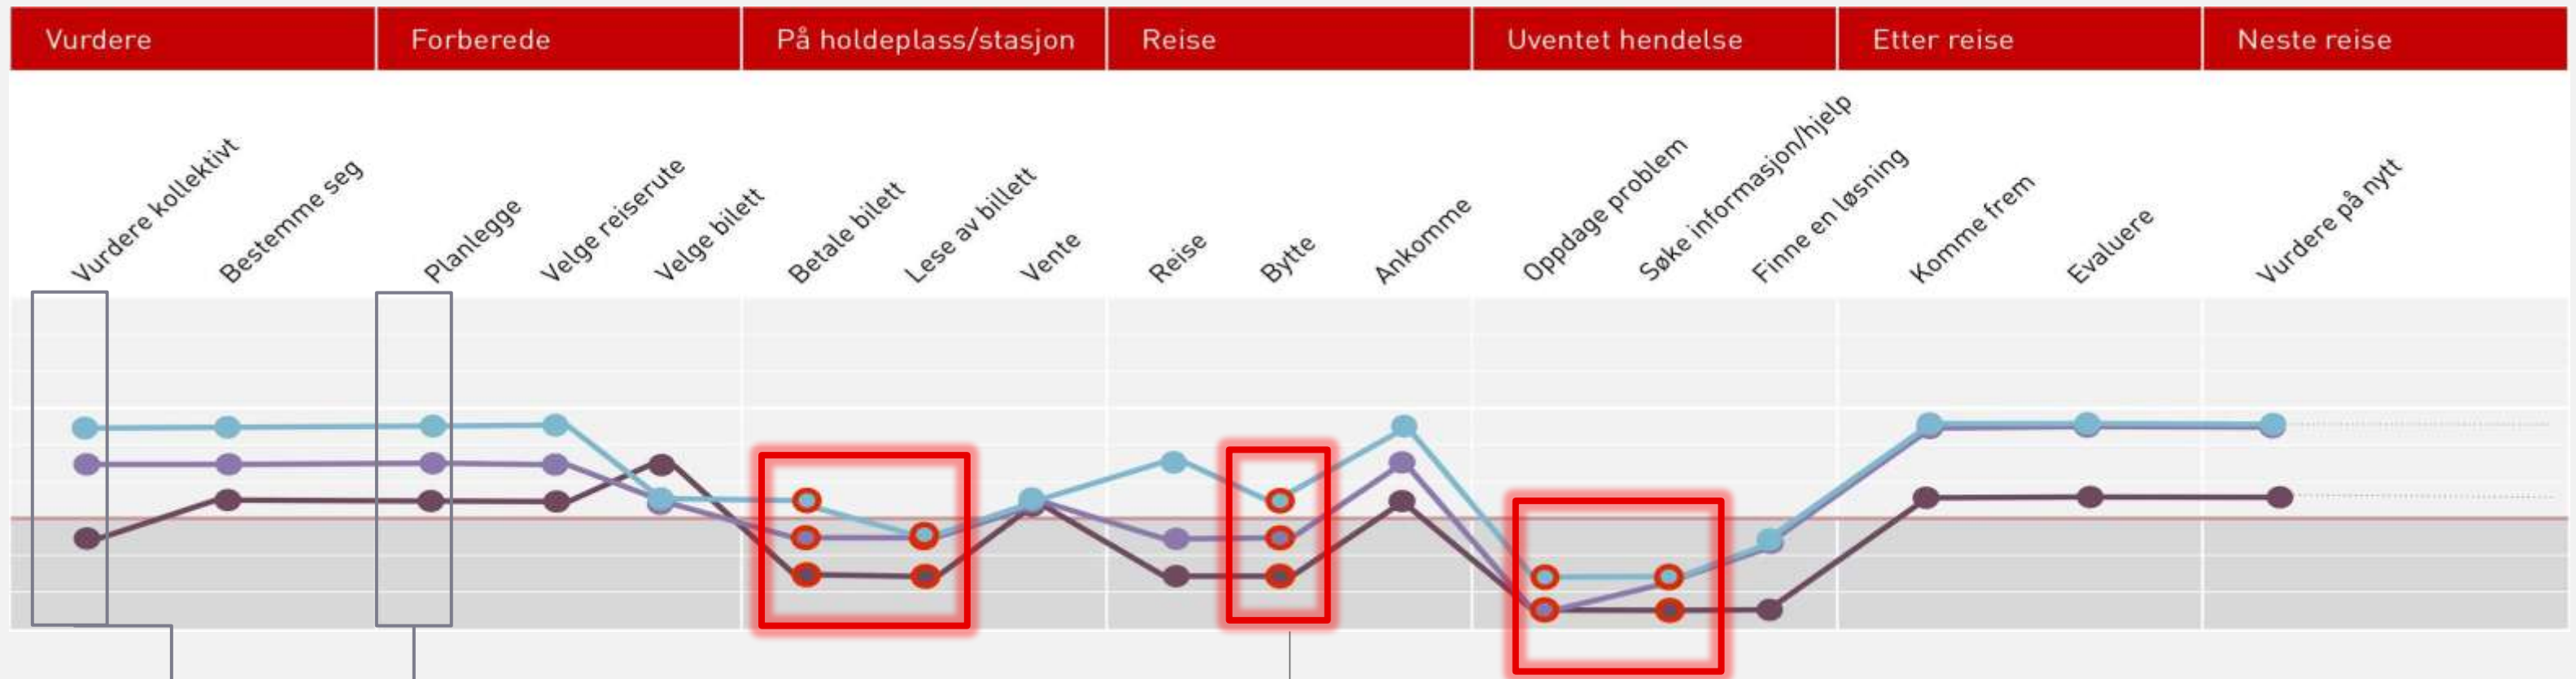 Vurdere
Forberede
På holdeplass/stasjon
Reise
Uventet hendelse
Etter reise
Neste reise
Vurdere kollektivt
Bestemme seg
Planlegge
Velge reiserute
Velge bilett
Betale bilett
Lese av billett
Vente
Reise
Bytte
Ankomme
Oppdage problem
Søke informasjon/hjelp
Finne en løsning
Komme frem
Evaluere
Vurdere på nytt